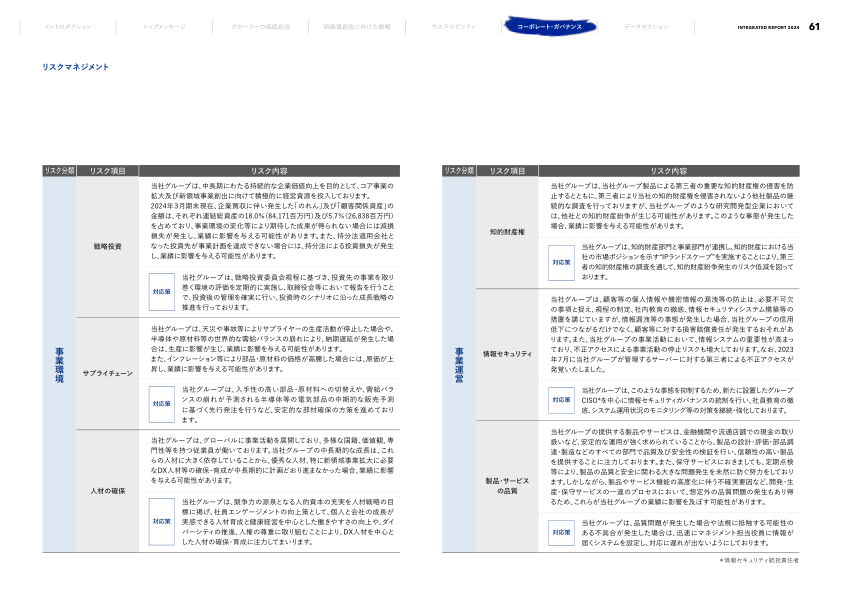 イントロダクション
トップメッセージ
グローリーの価値創造
新価値創造に向けた戦略
サステナビリティ
コーポレート・ガバナンス
データセクション
INTEGRATED REPORT 2024 61
リスクマネジメント
リスク分類 リスク項目 リスク内容
事業環境
戦略投資
当社グループは、中長期にわたる持続的な企業価値向上を目的として、コア事業の
拡大及び新領域事業創出に向けて積極的に経営資源を投入しております。
2024年3月期末現在、企業買収に伴い発生した「のれん」及び「顧客関係資産」の
金額は、それぞれ連結総資産の18.0%（84,171百万円）及び5.7%（26,838百万円）
を占めており、事業環境の変化等により期待した成果が得られない場合には減損
損失が発生し、業績に影響を与える可能性があります。また、持分法適用会社と
なった投資先が事業計画を達成できない場合には、持分法による投資損失が発生
し、業績に影響を与える可能性があります。
対応策
当社グループは、戦略投資委員会規程に基づき、投資先の事業を取り
巻く環境の評価を定期的に実施し、取締役会等において報告を行うこと
で、投資後の管理を確実に行い、投資時のシナリオに沿った成長戦略の
推進を行っております。
サプライチェーン
当社グループは、天災や事故等によりサプライヤーの生産活動が停止した場合や、
半導体や原材料等の世界的な需給バランスの崩れにより、納期遅延が発生した場
合は、生産に影響が生じ、業績に影響を与える可能性があります。
また、インフレーション等により部品・原材料の価格が高騰した場合には、原価が上
昇し、業績に影響を与える可能性があります。
対応策
当社グループは、入手性の高い部品・原材料への切替えや、需給バラ
ンスの崩れが予測される半導体等の電気部品の中期的な販売予測
に基づく先行発注を行うなど、安定的な部材確保の方策を進めており
ます。
人材の確保
当社グループは、グローバルに事業活動を展開しており、多様な国籍、価値観、専
門性等を持つ従業員が働いております。当社グループの中長期的な成長は、これ
らの人材に大きく依存していることから、優秀な人材、特に新領域事業拡大に必要
なDX人材等の確保・育成が中長期的に計画どおり進まなかった場合、業績に影響
を与える可能性があります。
対応策
当社グループは、競争力の源泉となる人的資本の充実を人材戦略の目
標に掲げ、社員エンゲージメントの向上策として、個人と会社の成長が
実感できる人材育成と健康経営を中心とした働きやすさの向上や、ダイ
バーシティの推進、人権の尊重に取り組むことにより、DX人材を中心と
した人材の確保・育成に注力してまいります。
リスク分類 リスク項目 リスク内容
事業運営
知的財産権
当社グループは、当社グループ製品による第三者の重要な知的財産権の侵害を防
止するとともに、第三者により当社の知的財産権を侵害されないよう他社製品の継
続的な調査を行っておりますが、当社グループのような研究開発型企業において
は、他社との知的財産紛争が生じる可能性があります。このような事態が発生した
場合、業績に影響を与える可能性があります。
対応策
当社グループは、知的財産部門と事業部門が連携し、知的財産における当
社の市場ポジションを示す“IPランドスケープ”を実施することにより、第三
者の知的財産権の調査を通して、知的財産紛争発生のリスク低減を図って
おります。
情報セキュリティ
当社グループは、顧客等の個人情報や機密情報の漏洩等の防止は、必要不可欠
の事項と捉え、規程の制定、社内教育の徹底、情報セキュリティシステム構築等の
措置を講じていますが、情報漏洩等の事態が発生した場合、当社グループの信用
低下につながるだけでなく、顧客等に対する損害賠償責任が発生するおそれがあ
ります。また、当社グループの事業活動において、情報システムの重要性が高まっ
ており、不正アクセスによる事業活動の停止リスクも増大しております。なお、2023
年7月に当社グループが管理するサーバーに対する第三者による不正アクセスが
発覚いたしました。
対応策
当社グループは、このような事態を抑制するため、新たに設置したグループ
CISO*を中心に情報セキュリティガバナンスの統制を行い、社員教育の徹
底、システム運用状況のモニタリング等の対策を継続・強化しております。
製品・サービス
の品質
当社グループの提供する製品やサービスは、金融機関や流通店舗での現金の取り
扱いなど、安定的な運用が強く求められていることから、製品の設計・評価・部品調
達・製造などのすべての部門で品質及び安全性の検証を行い、信頼性の高い製品
を提供することに注力しております。また、保守サービスにおきましても、定期点検
等により、製品の品質と安全に関わる大きな問題発生を未然に防ぐ努力をしており
ます。しかしながら、製品やサービス機能の高度化に伴う不確実要因など、開発・生
産・保守サービスの一連のプロセスにおいて、想定外の品質問題の発生もあり得
るため、これらが当社グループの業績に影響を及ぼす可能性があります。
対応策
当社グループは、品質問題が発生した場合や法規に抵触する可能性の
ある不具合が発生した場合は、迅速にマネジメント担当役員に情報が
届くシステムを設定し、対応に遅れが出ないようにしております。
*情報セキュリティ統括責任者